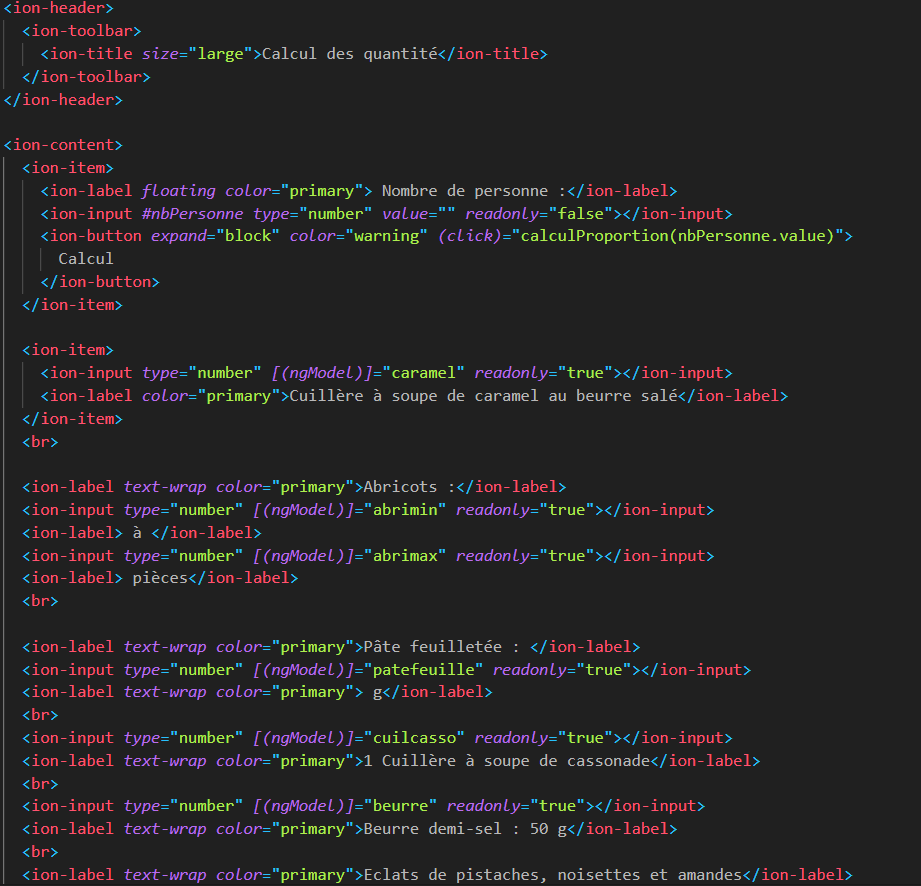 <ion-header>
<ion-toolbar>
<ion-title size="large">Calcul des quantité</ion-title>
</ion-toolbar>
</ion-header>
<ion-content>
<ion-item>
<ion-label floating color="primary"> Nombre de personne :</ion-label>
<ion-input #nbPersonne type="number" value="" readonly="false"></ion-input>
<ion-button expand="block" color="warning" (click)="calculProportion(nbPersonne.value)">
Calcul
</ion-button>
</ion-item>
<ion-item>
<ion-input type="number" [(ngModel)]="caramel" readonly="true"></ion-input>
<ion-label color="primary">Cuillère à soupe de caramel au beurre salé</ion-label>
</ion-item>
<br>
<ion-label text-wrap color="primary">Abricots :</ion-label>
<ion-input type="number" [(ngModel)]="abrimin" readonly="true"></ion-input>
<ion-label> à </ion-label>
<ion-input type="number" [(ngModel)]="abrimax" readonly="true"></ion-input>
<ion-label> pièces</ion-label>
<br>
<ion-label text-wrap color="primary">Pâte feuilletée : </ion-label>
<ion-input type="number" [(ngModel)]="patefeuille" readonly="true"></ion-input>
<ion-label text-wrap color="primary"> g</ion-label>
<br>
<ion-input type="number" [(ngModel)]="cuilcasso" readonly="true"></ion-input>
<ion-label text-wrap color="primary">1 Cuillère à soupe de cassonade</ion-label>
<br>
<ion-input type="number" [(ngModel)]="beurre" readonly="true"></ion-input>
<ion-label text-wrap color="primary">Beurre demi-sel : 50 g</ion-label>
<br>
<ion-label text-wrap color="primary">Eclats de pistaches, noisettes et amandes</ion-label>